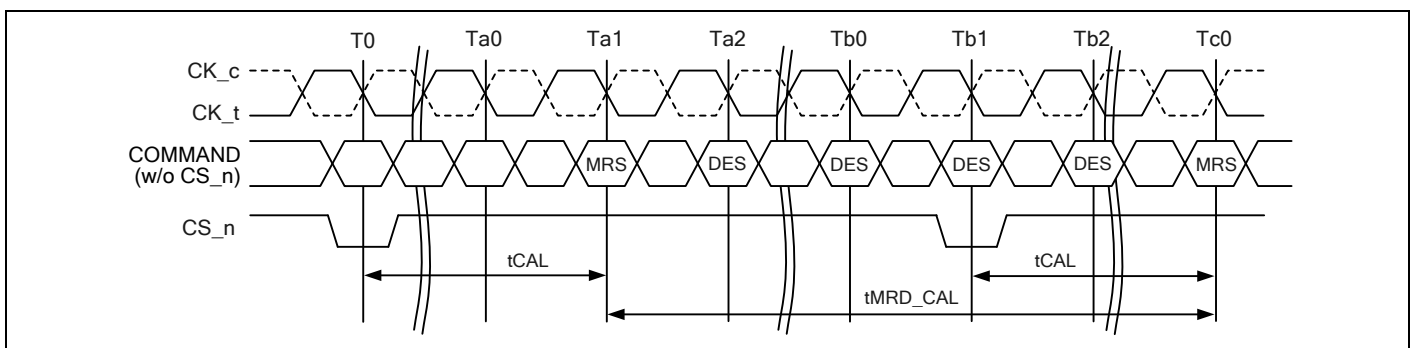 T0 Ta0 Ta1 Ta2 Tb0 Tb1 Tb2 Tc0
CK_c
CK_t
COMMAND
(w/o CS_n)
MRS DES DES DES DES MRS
CS_n
tCAL tCAL
tMRD_CAL